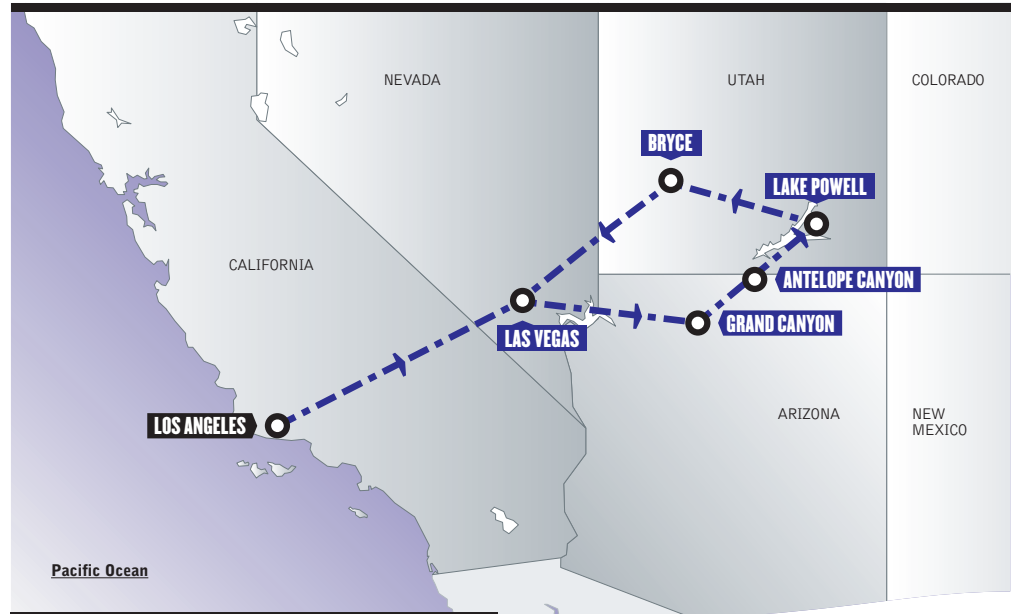 NEVADA
UTAH
COLORADO
BRYCE
LAKE POWELL
CALIFORNIA
ANTELOPE CANYON
GRAND CANYON
LAS VEGAS
LOS ANGELES
ARIZONA
NEW
MEXICO
Pacific Ocean